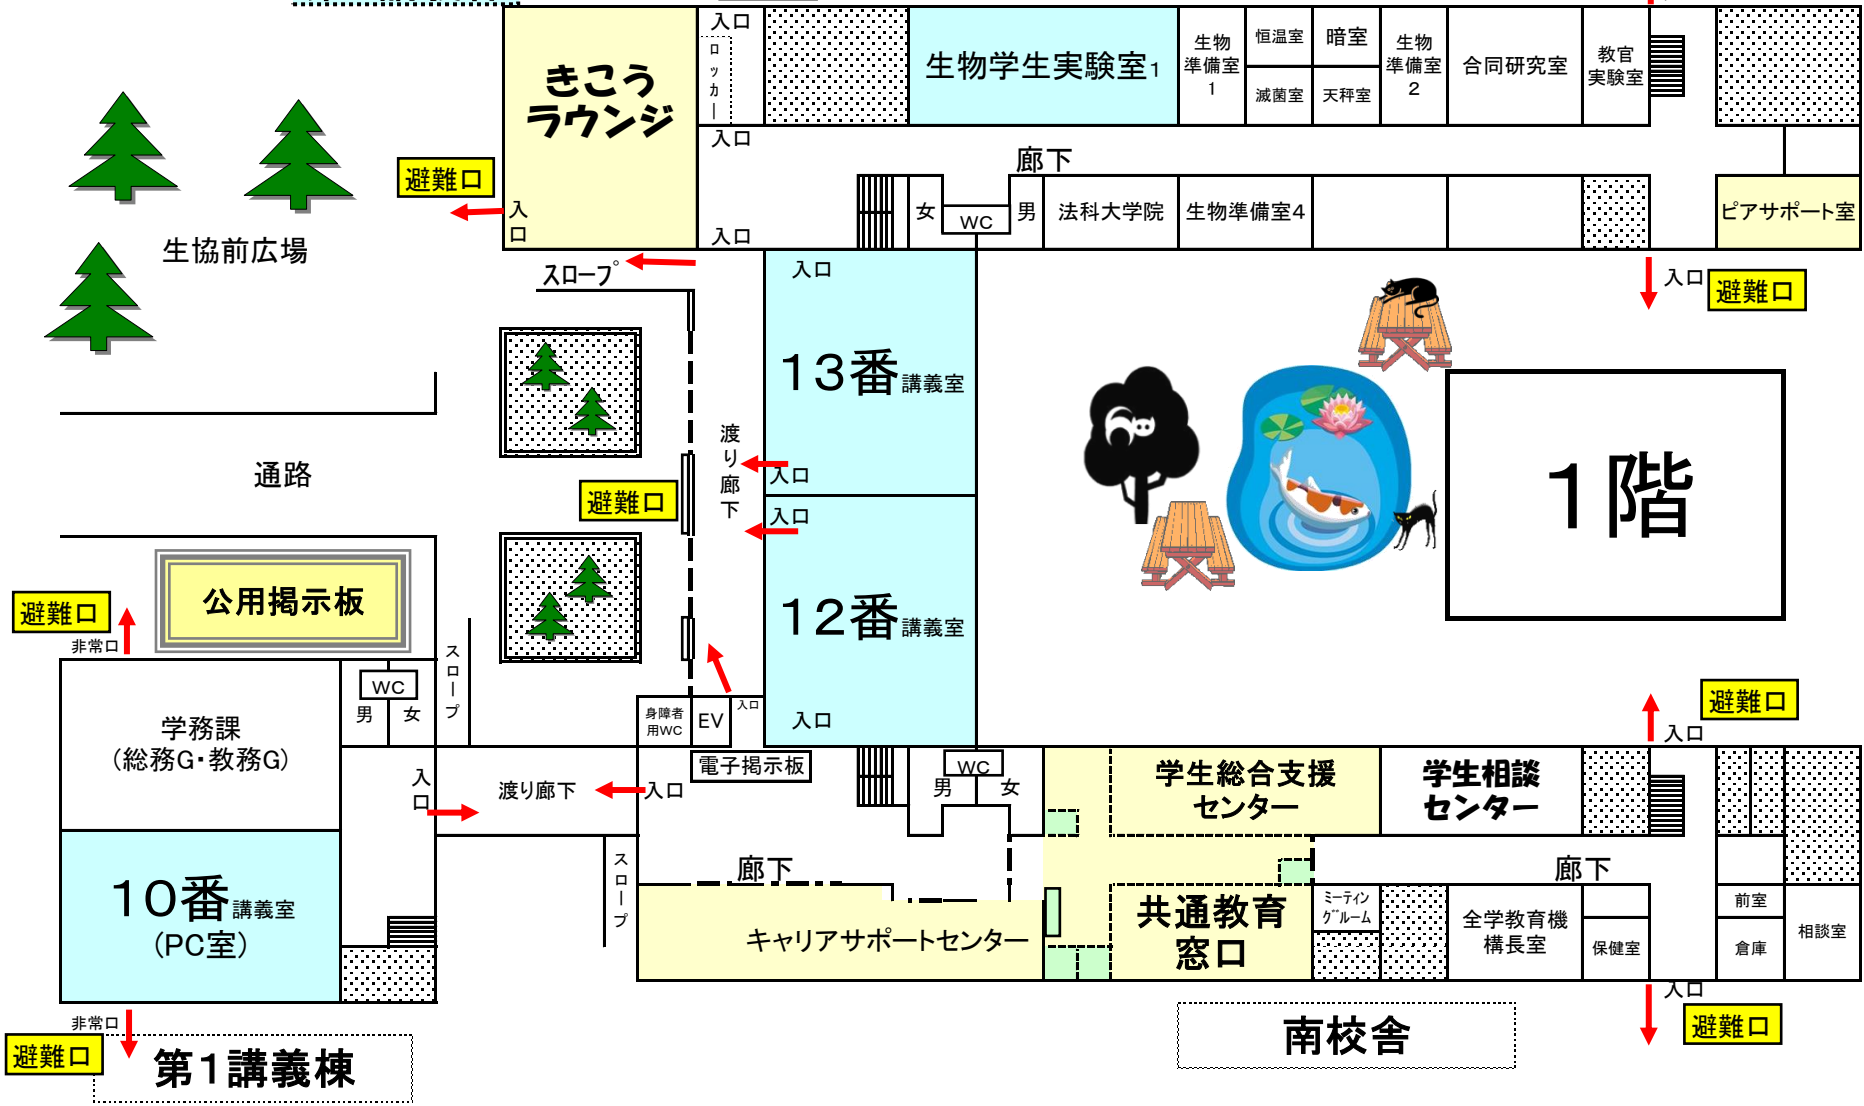 入口
ロッカー
きこう
ラウンジ
生物学生実験室1
生物
準備室
1
恒温室
暗室
滅菌室
天秤室
生物
準備室
2
合同研究室
教官
実験室
入口
廊下
避難口
入口
入口
女
WC
男
法科大学院
生物準備室4
ピアサポート室
生協前広場
スロープ
入口
入口
避難口
13番講義室
渡り廊下
入口
通路
避難口
入口
12番講義室
1階
公用掲示板
避難口
非常口
スロープ
WC
男
女
学務課
(総務G・教務G)
身障者
用WC
EV
入口
入口
避難口
入口
電子掲示板
入口
渡り廊下
入口
WC
男
女
学生総合支援
センター
学生相談
センター
スロープ
廊下
廊下
10番講義室
(PC室)
キャリアサポートセンター
共通教育
窓口
ミーティン
グルーム
全学教育機
構長室
保健室
前室
倉庫
相談室
入口
避難口
非常口
避難口
第1講義棟
南校舎